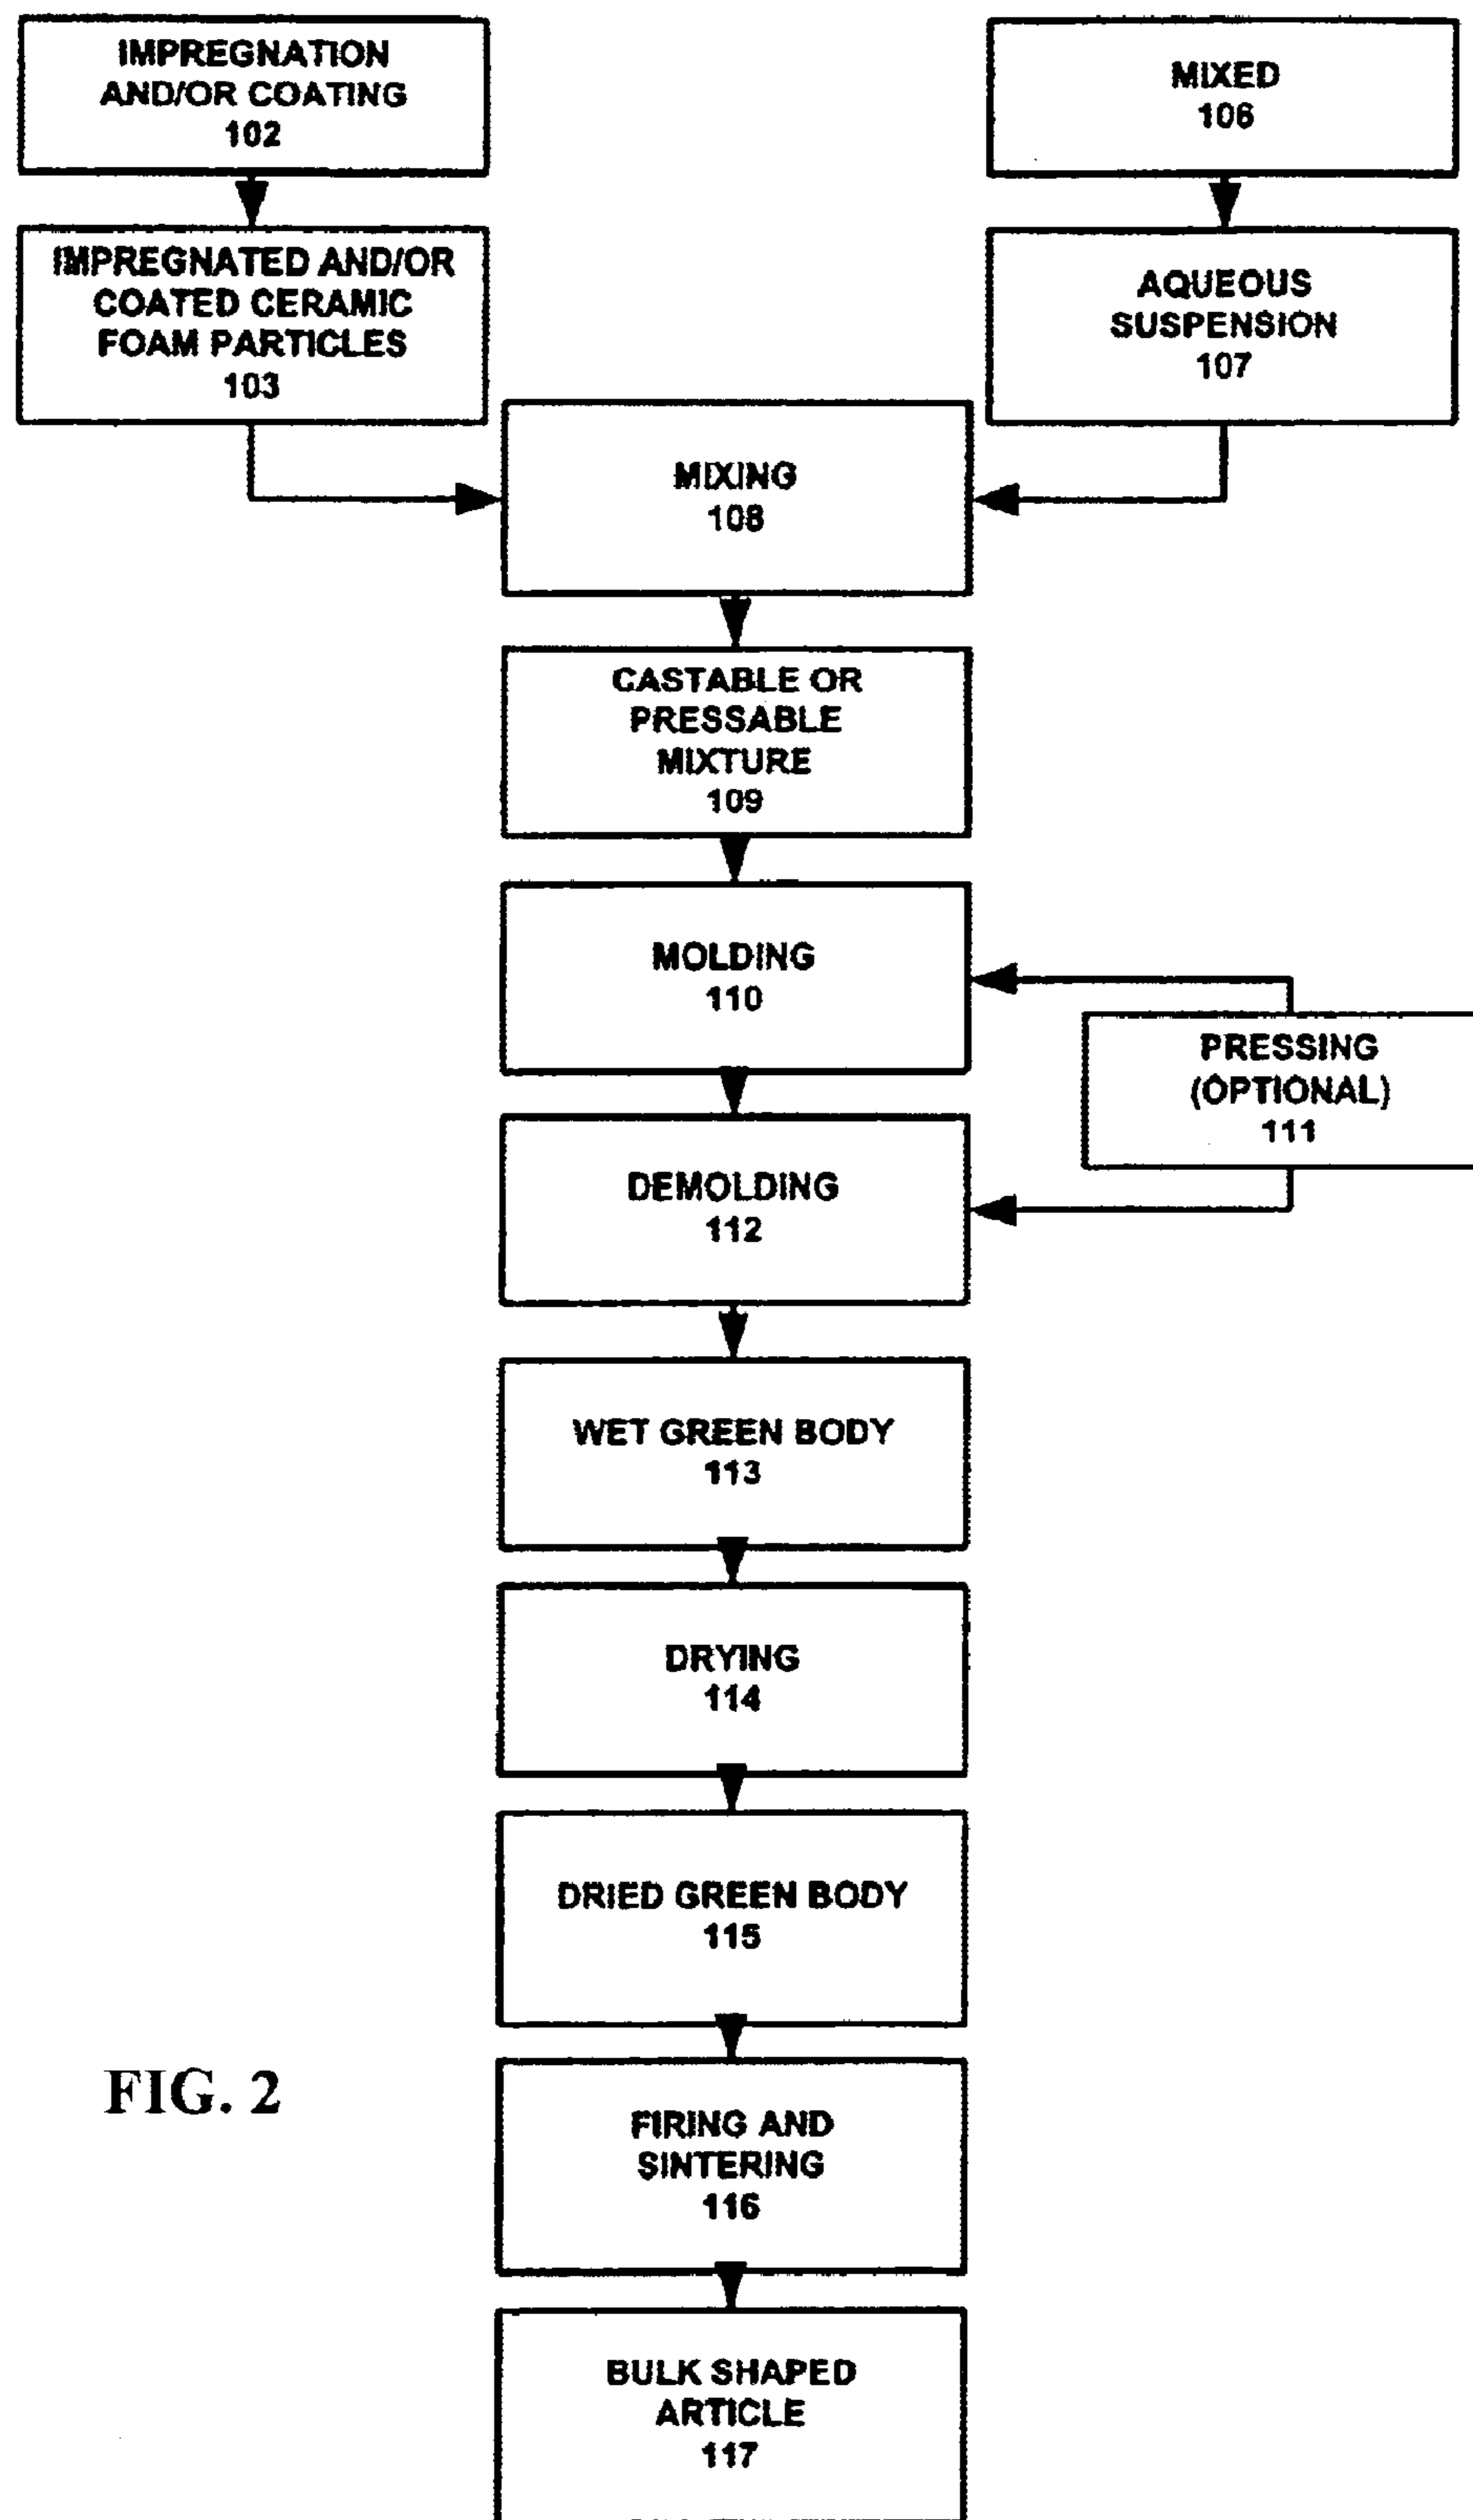 IMPREGNATION
AND/OR COATING
102
MIXED
106
IMPREGNATED AND/OR
COATED CERAMIC
FOAM PARTICLES
103
AQUEOUS
SUSPENSION
107
MIXING
108
CASTABLE OR
PRESSABLE
MIXTURE
109
MOLDING
110
PRESSING
(OPTIONAL)
111
DEMOLDING
112
WET GREEN BODY
113
DRYING
114
DRIED GREEN BODY
115
FIG. 2
FIRING AND
SINTERING
116
BULK SHAPED
ARTICLE
117